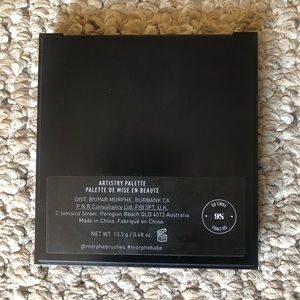 ARTISTRY PALETTE
PALETTE DE MISE EN BEAUTÉ
DIST. BY/PAR MORPHE, BURBANK CA
P N R Consultancy Ltd, FY8 5FT, U.K.
2 Jamaica Street Peregian Beach QLD 4573 Australia
Made in China. Fabriqué en Chine.
NET WT. 13,5 g / 0.48 oz.
@morphebrushes #morphebabe
9S